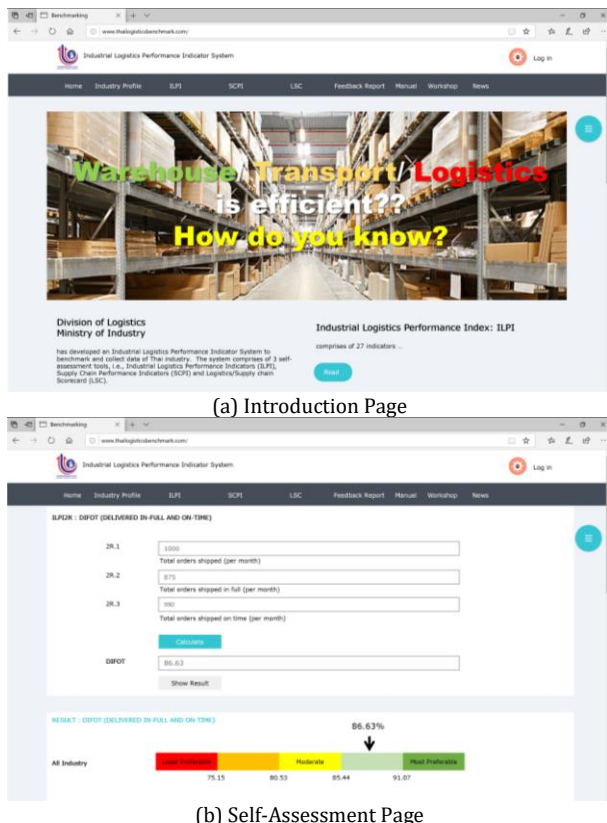 Benchmarking
www.thailogisticsbenchmark.com/
Industrial Logistics Performance Indicator System
Log in
Home Industry Profile ILPI SCPI LSC Feedback Report Manuel Workshop News
Warehouse/ Transport/ Logistics
is efficient??
How do you know?
Division of Logistics
Ministry of Industry
has developed an Industrial Logistics Performance Indicator System to
benchmark and collect data of Thai industry. The system comprises of 3 self-
assessment tools, i.e., Industrial Logistics Performance Indicators (ILPI),
Supply Chain Performance Indicators (SCPI) and Logistics/Supply chain
Scorecard (LSC).
Industrial Logistics Performance Index: ILPI
comprises of 27 indicators ...
Read
(a) Introduction Page
Benchmarking
www.thailogisticsbenchmark.com/
Industrial Logistics Performance Indicator System
Log in
Home Industry Profile ILPI SCPI LSC Feedback Report Manuel Workshop News
ILPI2R : DIFOT (DELIVERED IN-FULL AND ON-TIME)
2R.1 1000
Total orders shipped (per month)
2R.2 875
Total orders shipped in full (per month)
2R.3 990
Total orders shipped on time (per month)
Calculate
DIFOT 86.63
Show Result
RESULT : DIFOT (DELIVERED IN-FULL AND ON-TIME)
86.63%
All Industry Least Preferable Moderate Most Preferable
75.15 80.53 85.44 91.07
(b) Self-Assessment Page